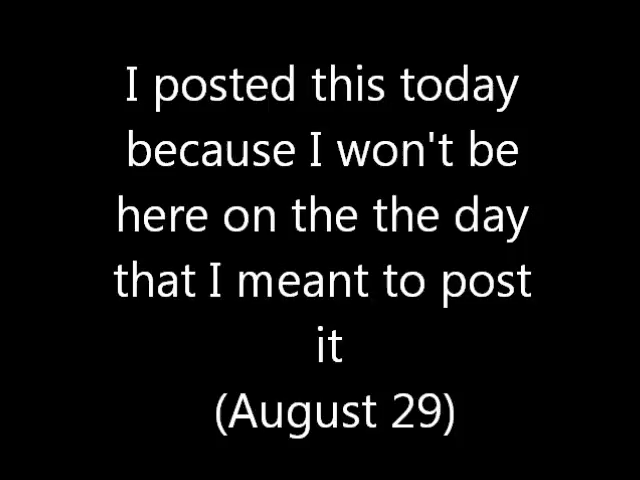 I posted this today
because I won't be
here on the the day
that I meant to post
it
(August 29)